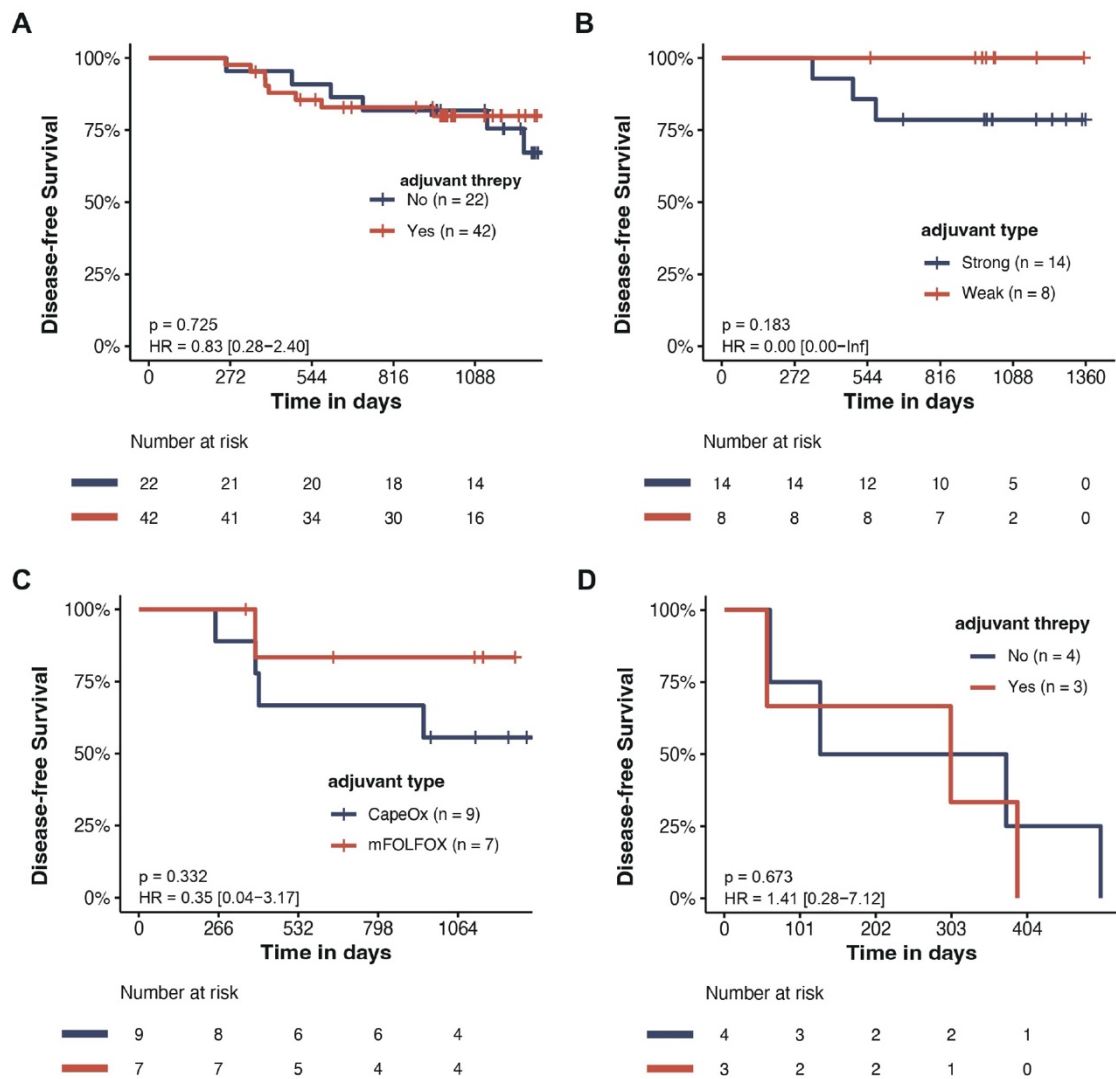 A
100%
75%
50%
25%
0%
Disease-free Survival
adjuvant threpy
No (n = 22)
Yes (n = 42)
p = 0.725
HR = 0.83 [0.28−2.40]
0 272 544 816 1088
Time in days
Number at risk
22 21 20 18 14
42 41 34 30 16
B
100%
75%
50%
25%
0%
Disease-free Survival
adjuvant type
Strong (n = 14)
Weak (n = 8)
p = 0.183
HR = 0.00 [0.00−Inf]
0 272 544 816 1088 1360
Time in days
Number at risk
14 14 12 10 5 0
8 8 8 7 2 0
C
100%
75%
50%
25%
0%
Disease-free Survival
adjuvant type
CapeOx (n = 9)
mFOLFOX (n = 7)
p = 0.332
HR = 0.35 [0.04−3.17]
0 266 532 798 1064
Time in days
Number at risk
9 8 6 6 4
7 7 5 4 4
D
100%
75%
50%
25%
0%
Disease-free Survival
adjuvant threpy
No (n = 4)
Yes (n = 3)
p = 0.673
HR = 1.41 [0.28−7.12]
0 101 202 303 404
Time in days
Number at risk
4 3 2 2 1
3 2 2 1 0